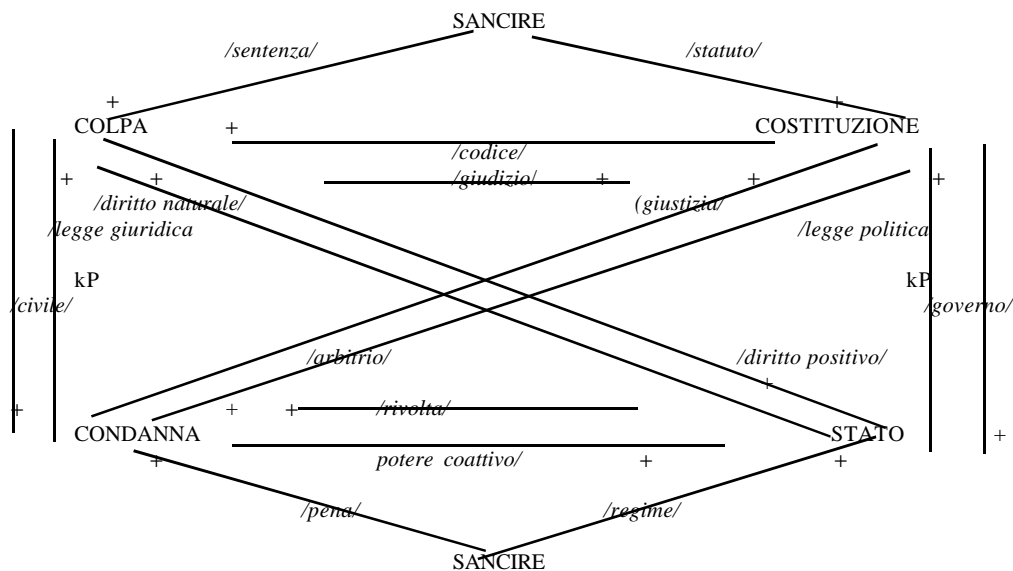 SANCIRE
/sentenza/ /statuto/
+ +
COLPA + COSTITUZIONE
/codice/
+ + /giudizio/ + + +
/diritto naturale/ (giustizia/
/legge giuridica /legge politica
kP kP
/civile/ /governo/
/arbitrio/ /diritto positivo/
+
+ + + /rivolta/
CONDANNA STATO +
+ potere coattivo/ + +
/pena/ /regime/
SANCIRE